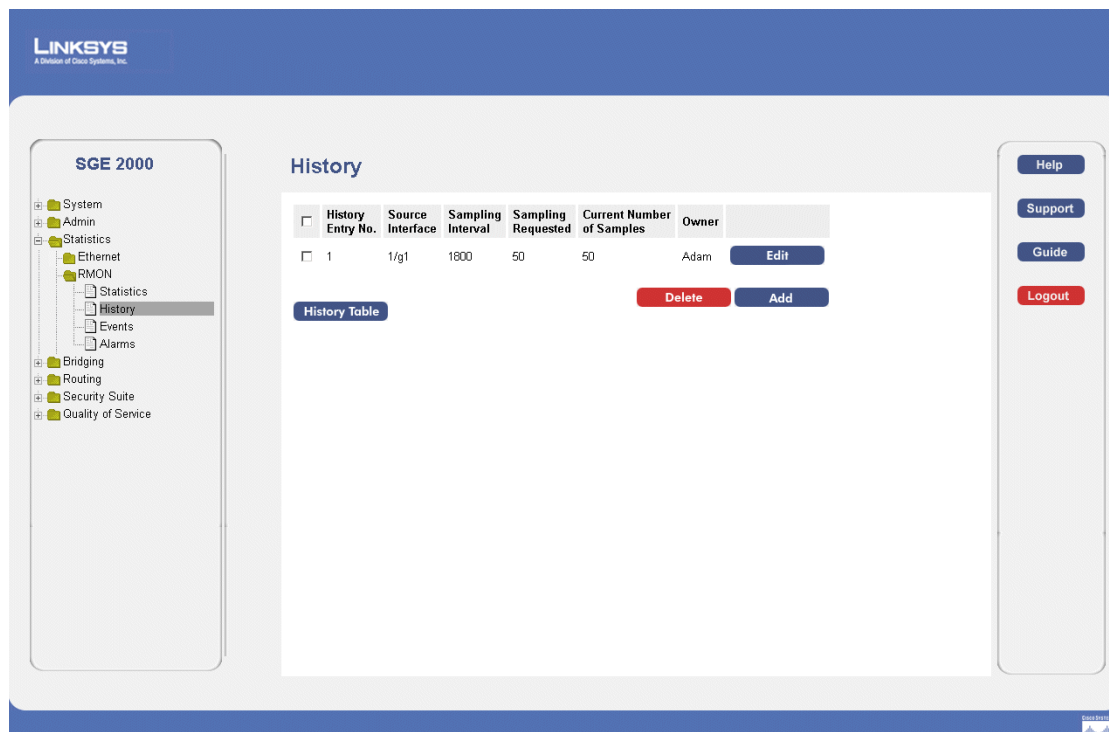 LINKSYS
A Division of Cisco Systems, Inc.
SGE 2000
System
Admin
Statistics
Ethernet
RMON
Statistics
History
Events
Alarms
Bridging
Routing
Security Suite
Quality of Service
History
History Entry No. Source Interface Sampling Interval Sampling Requested Current Number of Samples Owner
1 1/g1 1800 50 50 Adam Edit
Delete Add
History Table
Help
Support
Guide
Logout